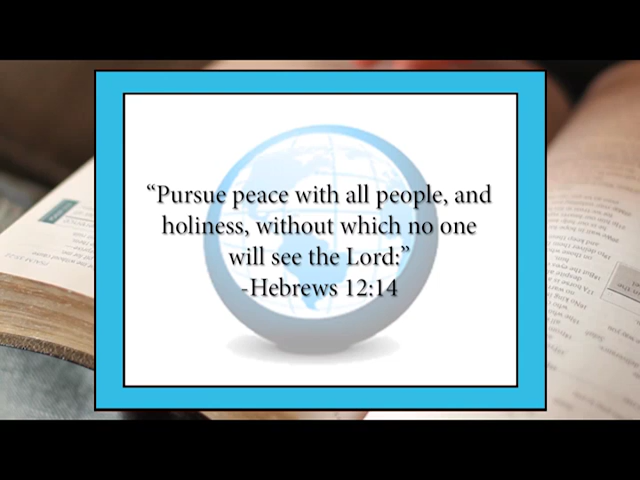 “Pursue peace with all people, and
holiness, without which no one
will see the Lord:”
-Hebrews 12:14